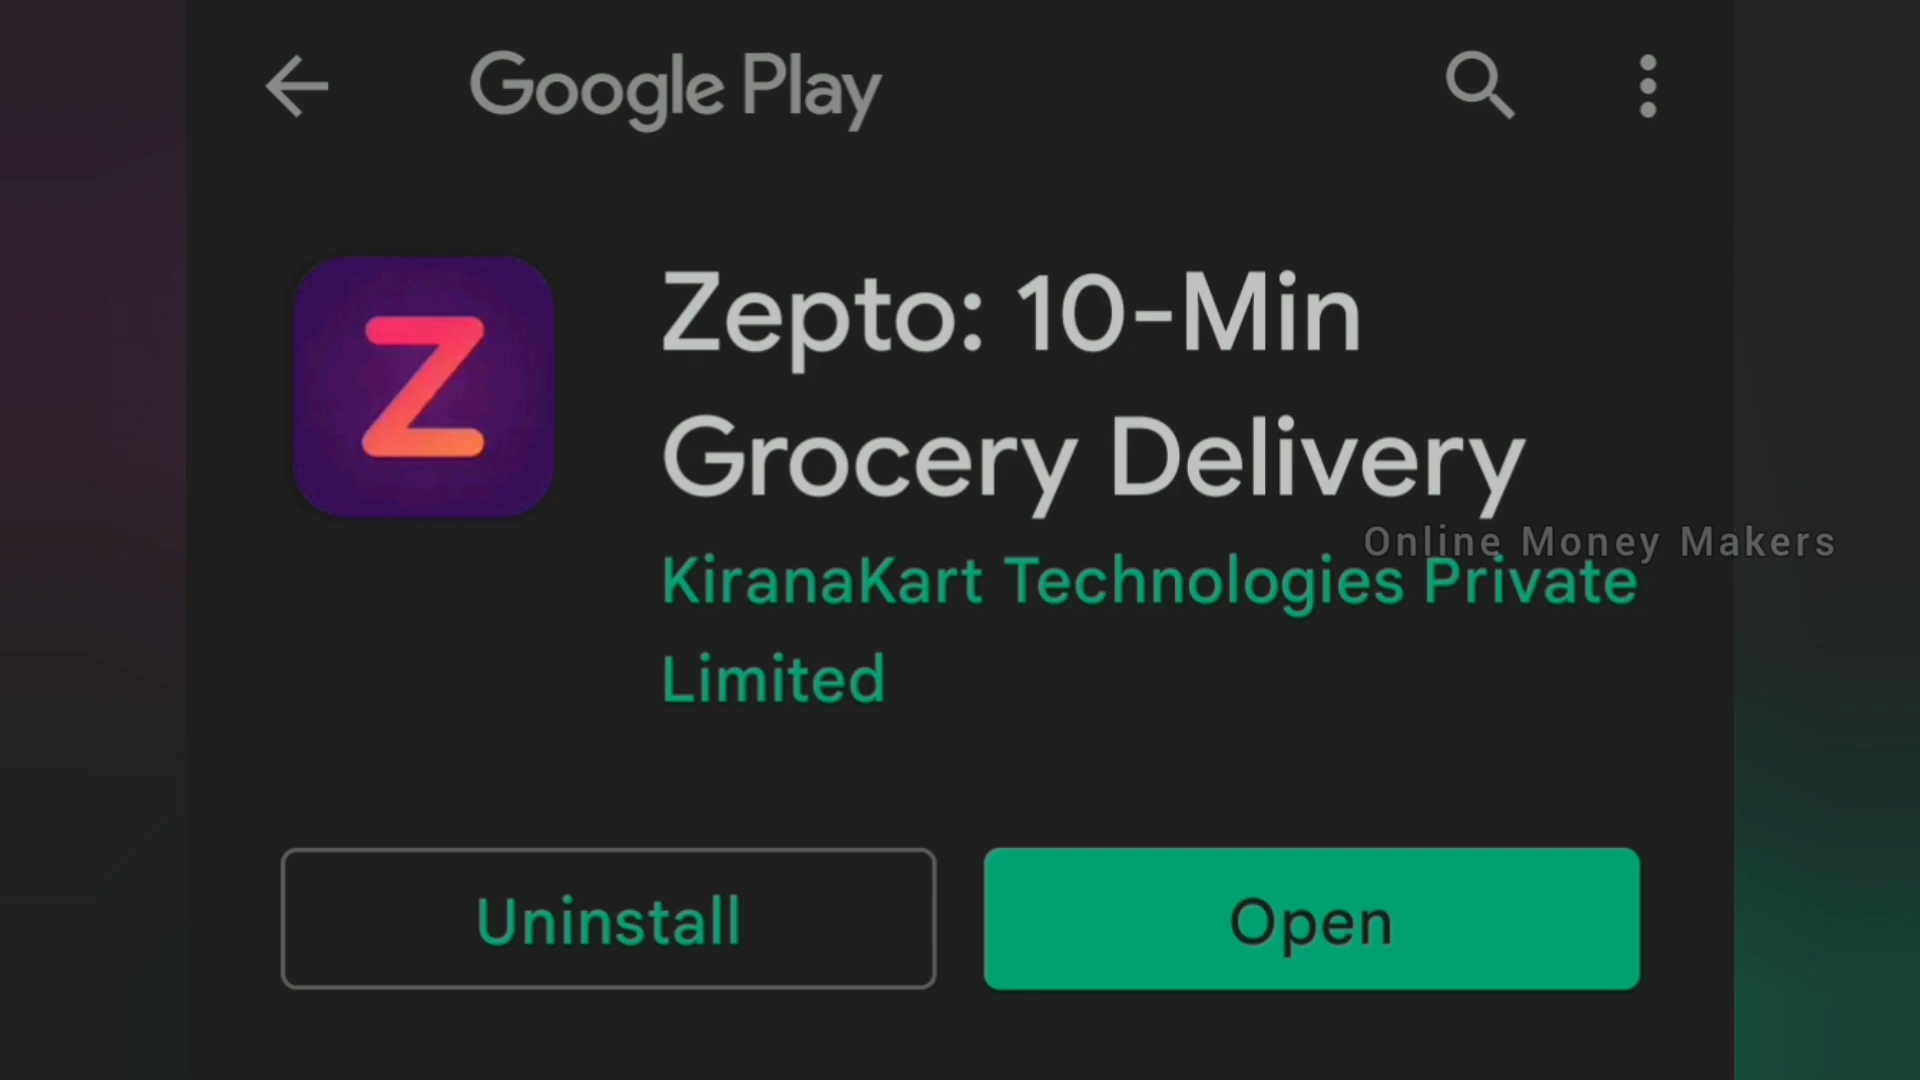 Google Play
Z
Zepto: 10-Min
Grocery Delivery
Online Money Makers
KiranaKart Technologies Private
Limited
Uninstall
Open